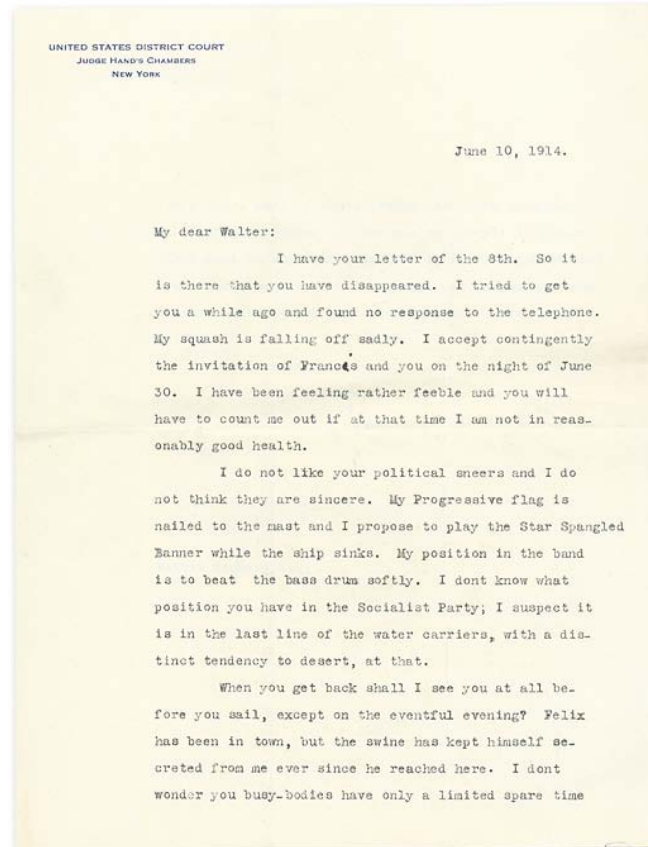 UNITED STATES DISTRICT COURT
JUDGE HAND'S CHAMBERS
NEW YORK
June 10, 1914.
My dear Walter:
I have your letter of the 8th. So it
is there that you have disappeared. I tried to get
you a while ago and found no response to the telephone.
My squash is falling off sadly. I accept contingently
the invitation of Francis and you on the night of June
30. I have been feeling rather feeble and you will
have to count me out if at that time I am not in reas-
onably good health.
I do not like your political sneers and I do
not think they are sincere. My Progressive flag is
nailed to the mast and I propose to play the Star Spangled
Banner while the ship sinks. My position in the band
is to beat the bass drum softly. I dont know what
position you have in the Socialist Party; I suspect it
is in the last line of the water carriers, with a dis-
tinct tendency to desert, at that.
When you get back shall I see you at all be-
fore you sail, except on the eventful evening? Felix
has been in town, but the swine has kept himself se-
creted from me ever since he reached here. I dont
wonder you busy-bodies have only a limited spare time